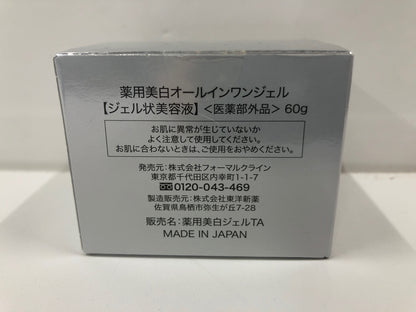 薬用美白オールインワンジェル
【ジェル状美容液】<医薬部外品> 60g
お肌に異常が生じていないか
よく注意して使用してください。
お肌に合わないときは、ご使用をおやめください。
発売元:株式会社フォーマルクライン
東京都千代田区内幸町1-1-7
0120-043-469
製造販売元:株式会社東洋新薬
佐賀県鳥栖市弥生が丘7-28
販売名:薬用美白ジェルTA
MADE IN JAPAN